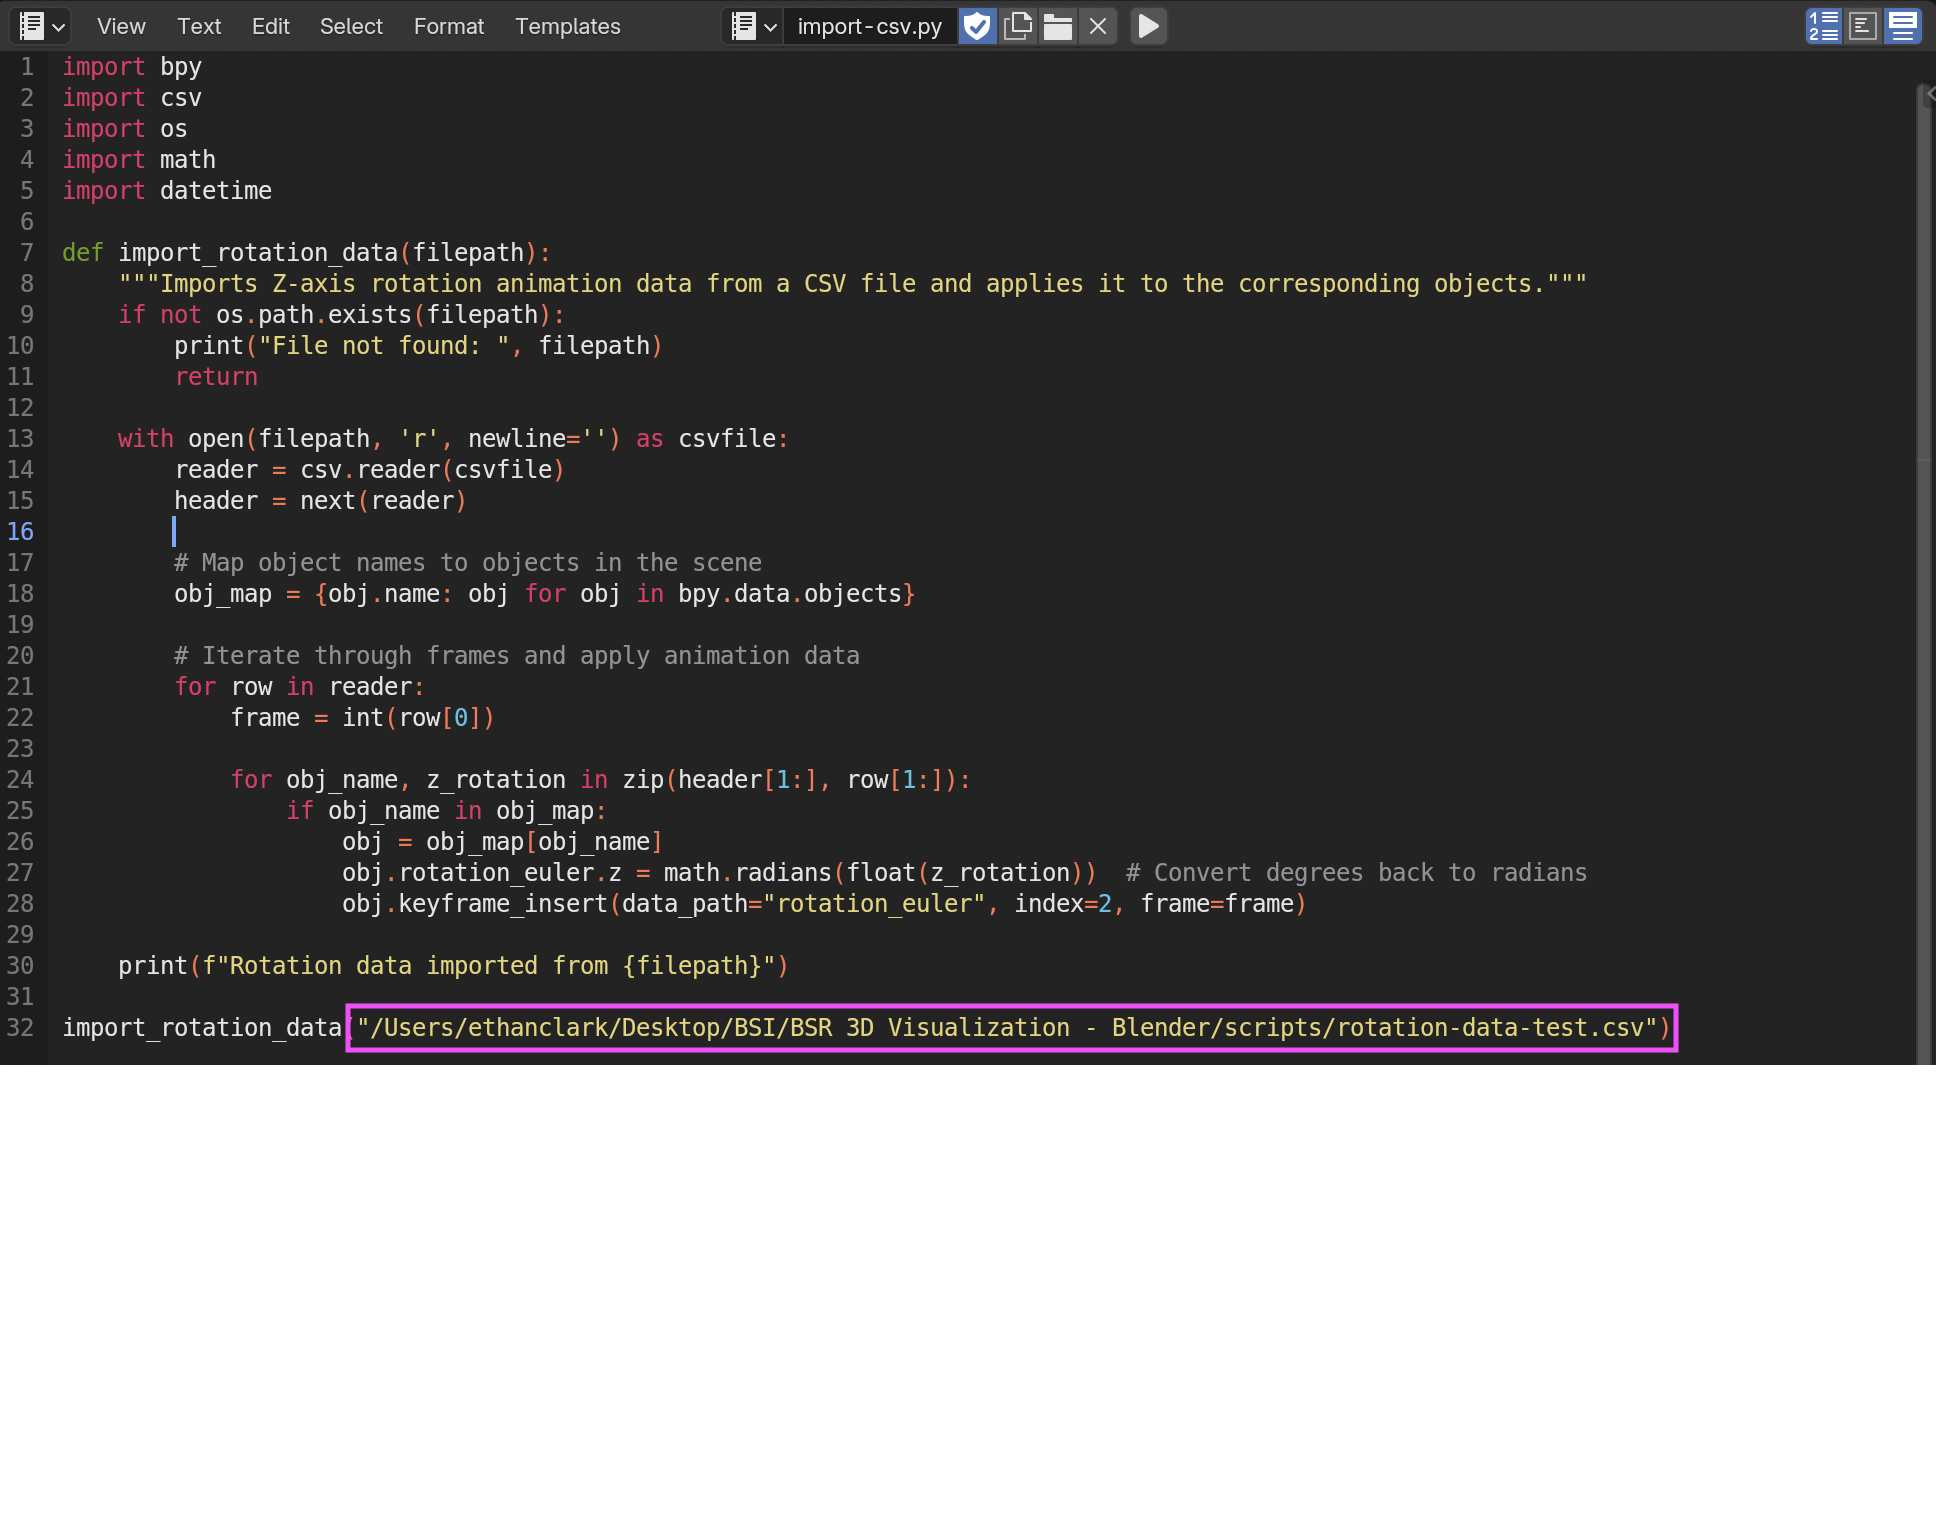 View Text Edit Select Format Templates import-csv.py
1 import bpy
2 import csv
3 import os
4 import math
5 import datetime
6
7 def import_rotation_data(filepath):
8     """Imports Z-axis rotation animation data from a CSV file and applies it to the corresponding objects."""
9     if not os.path.exists(filepath):
10         print("File not found: ", filepath)
11         return
12
13     with open(filepath, 'r', newline='') as csvfile:
14         reader = csv.reader(csvfile)
15         header = next(reader)
16
17         # Map object names to objects in the scene
18         obj_map = {obj.name: obj for obj in bpy.data.objects}
19
20         # Iterate through frames and apply animation data
21         for row in reader:
22             frame = int(row[0])
23
24             for obj_name, z_rotation in zip(header[1:], row[1:]):
25                 if obj_name in obj_map:
26                     obj = obj_map[obj_name]
27                     obj.rotation_euler.z = math.radians(float(z_rotation))  # Convert degrees back to radians
28                     obj.keyframe_insert(data_path="rotation_euler", index=2, frame=frame)
29
30     print(f"Rotation data imported from {filepath}")
31
32 import_rotation_data("/Users/ethanclark/Desktop/BSI/BSR 3D Visualization - Blender/scripts/rotation-data-test.csv")